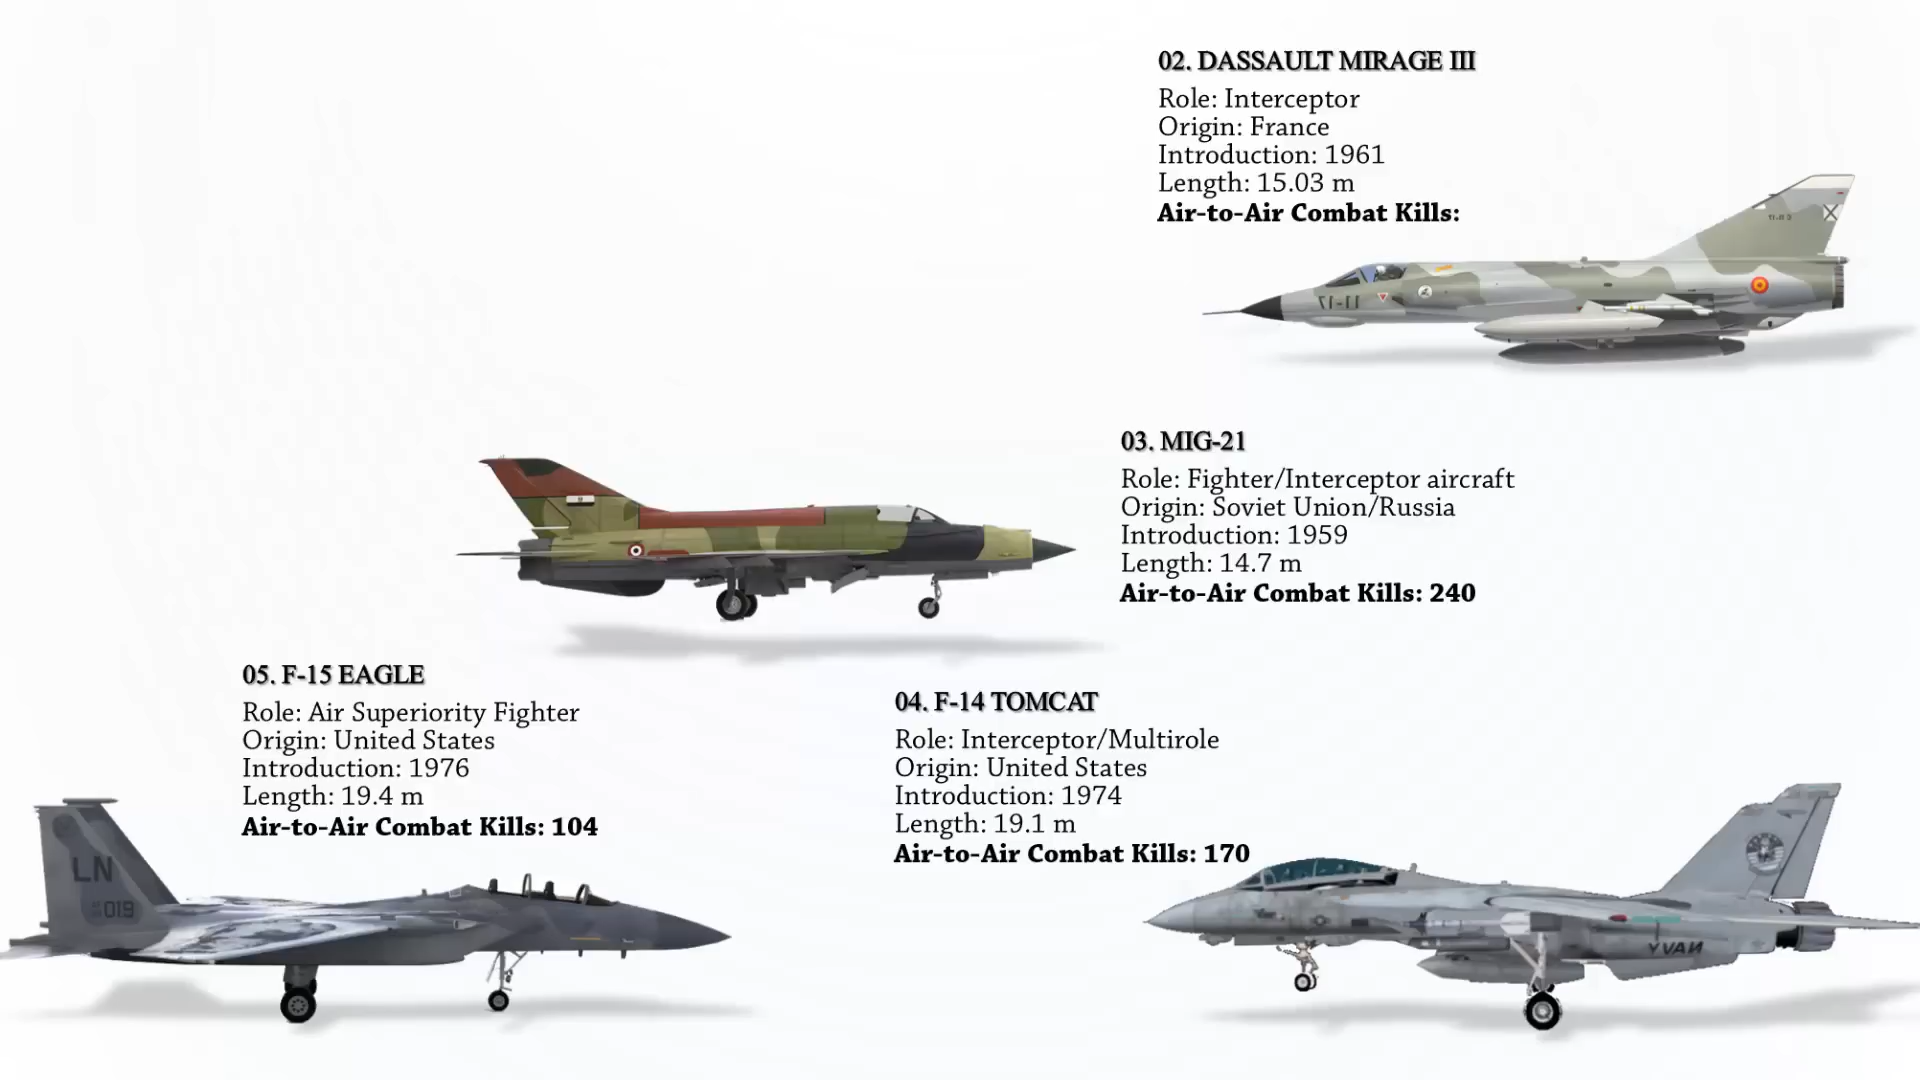 02. DASSAULT MIRAGE III
Role: Interceptor
Origin: France
Introduction: 1961
Length: 15.03 m
Air-to-Air Combat Kills:
11-17
03. MIG-21
Role: Fighter/Interceptor aircraft
Origin: Soviet Union/Russia
Introduction: 1959
Length: 14.7 m
Air-to-Air Combat Kills: 240
05. F-15 EAGLE
Role: Air Superiority Fighter
Origin: United States
Introduction: 1976
Length: 19.4 m
Air-to-Air Combat Kills: 104
LN
019
04. F-14 TOMCAT
Role: Interceptor/Multirole
Origin: United States
Introduction: 1974
Length: 19.1 m
Air-to-Air Combat Kills: 170
NAVY